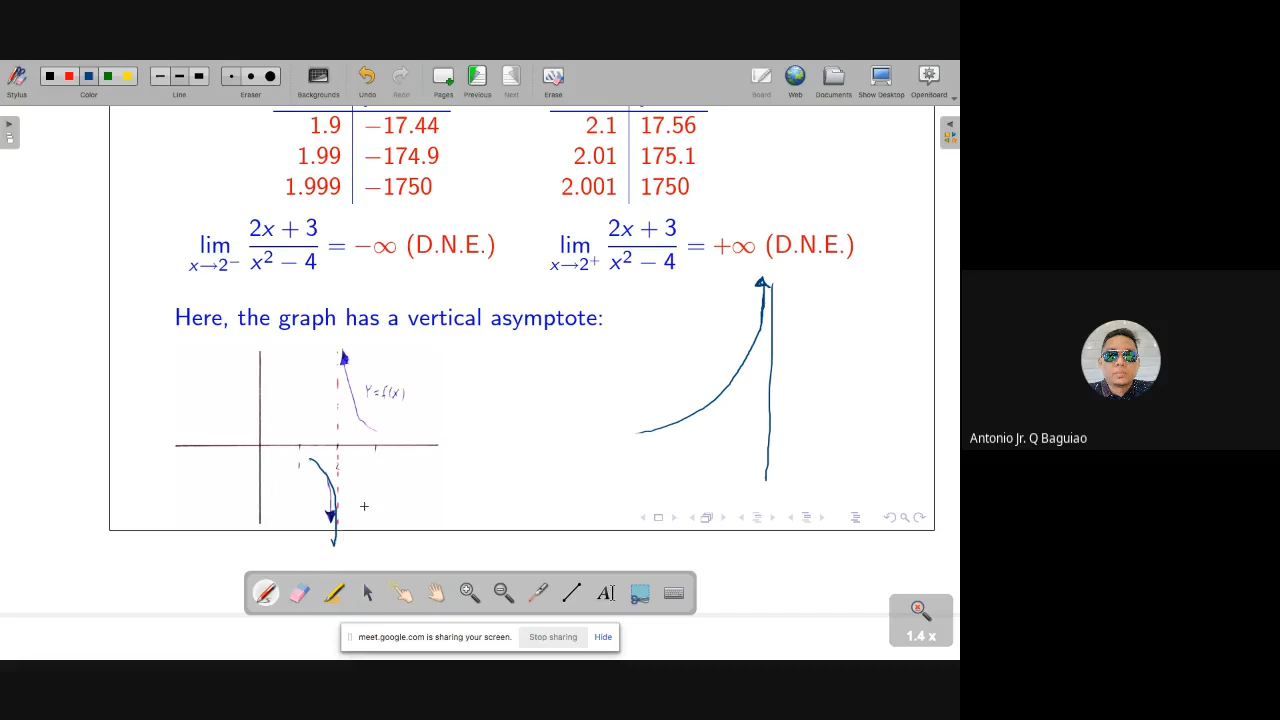 Stylus Color Line Eraser Backgrounds Undo Redo Pages Previous Next Erase Board Web Documents Show Desktop OpenBoard
1.9 −17.44 2.1 17.56
1.99 −174.9 2.01 175.1
1.999 −1750 2.001 1750
lim x→2⁻ (2x + 3)/(x² − 4) = −∞ (D.N.E.) lim x→2⁺ (2x + 3)/(x² − 4) = +∞ (D.N.E.)
Here, the graph has a vertical asymptote:
Y=f(x)
1 2
Antonio Jr. Q Baguiao
meet.google.com is sharing your screen. Stop sharing Hide
1.4 x